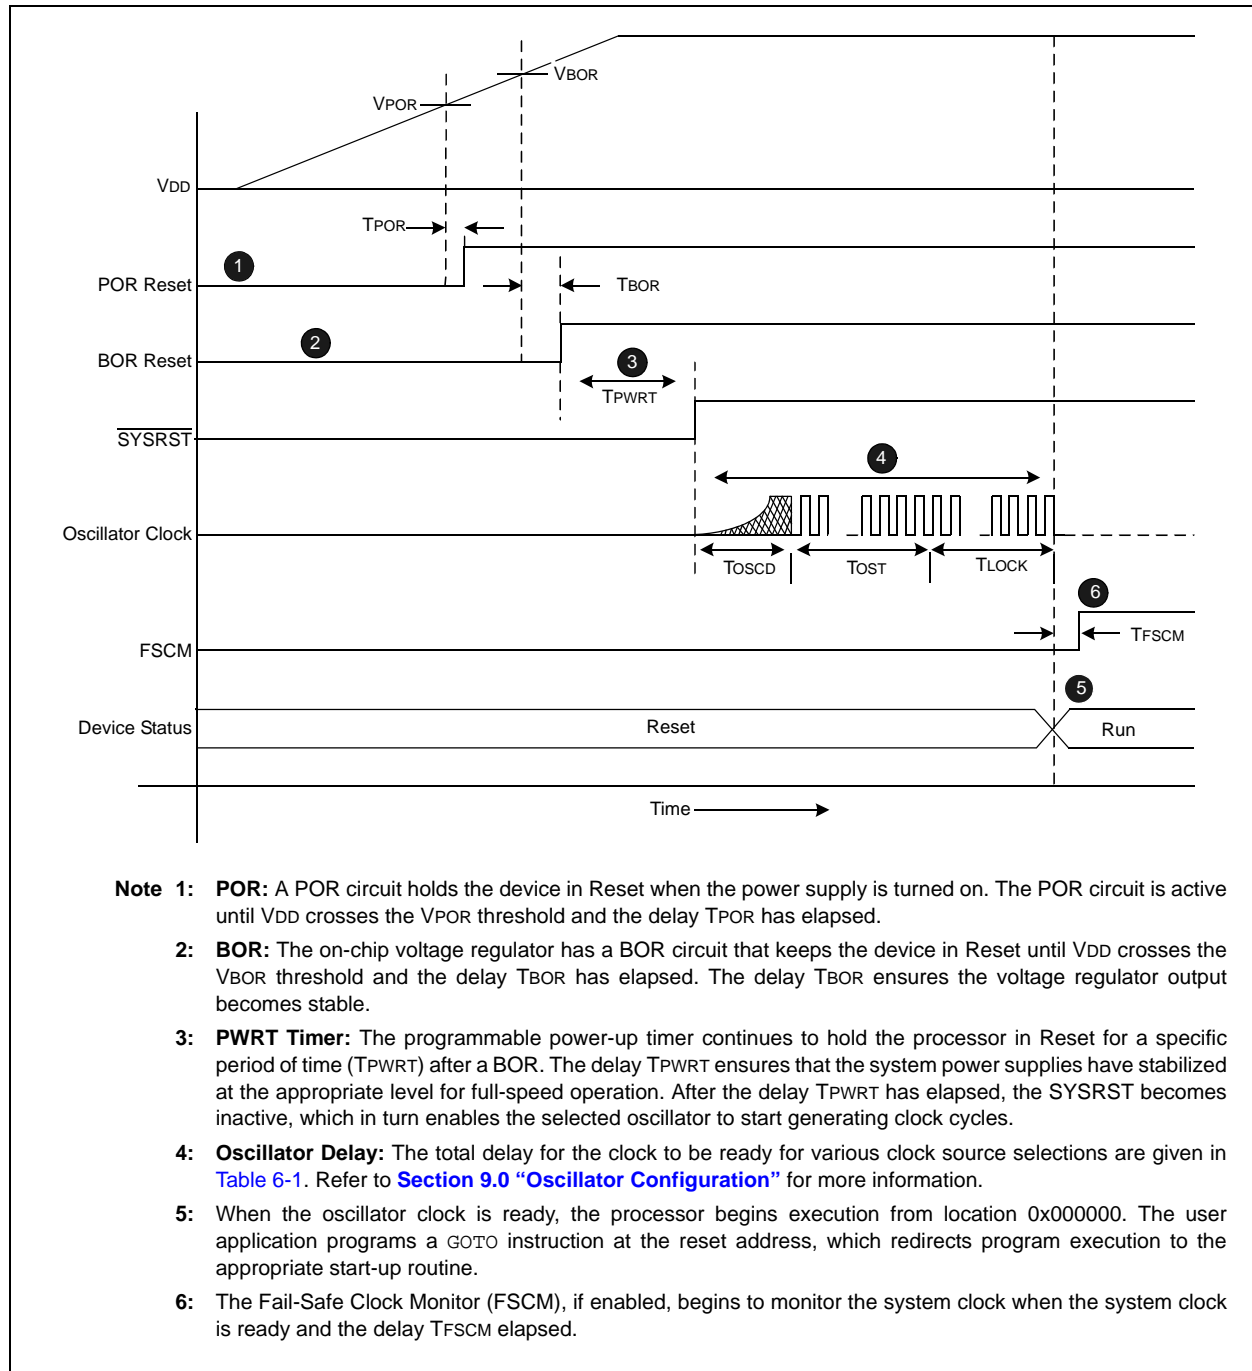 VBOR
VPOR
VDD
TPOR
1
POR Reset
TBOR
2
BOR Reset
3
TPWRT
SYSRST
4
Oscillator Clock
TOSCD
TOST
TLOCK
6
TFSCM
FSCM
5
Device Status
Reset
Run
Time
Note 1: POR: A POR circuit holds the device in Reset when the power supply is turned on. The POR circuit is active
until VDD crosses the VPOR threshold and the delay TPOR has elapsed.
2: BOR: The on-chip voltage regulator has a BOR circuit that keeps the device in Reset until VDD crosses the
VBOR threshold and the delay TBOR has elapsed. The delay TBOR ensures the voltage regulator output
becomes stable.
3: PWRT Timer: The programmable power-up timer continues to hold the processor in Reset for a specific
period of time (TPWRT) after a BOR. The delay TPWRT ensures that the system power supplies have stabilized
at the appropriate level for full-speed operation. After the delay TPWRT has elapsed, the SYSRST becomes
inactive, which in turn enables the selected oscillator to start generating clock cycles.
4: Oscillator Delay: The total delay for the clock to be ready for various clock source selections are given in
Table 6-1. Refer to Section 9.0 “Oscillator Configuration” for more information.
5: When the oscillator clock is ready, the processor begins execution from location 0x000000. The user
application programs a GOTO instruction at the reset address, which redirects program execution to the
appropriate start-up routine.
6: The Fail-Safe Clock Monitor (FSCM), if enabled, begins to monitor the system clock when the system clock
is ready and the delay TFSCM elapsed.